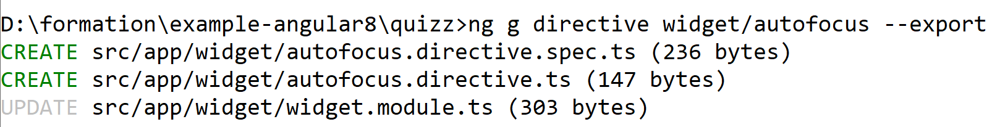 D:\formation\example-angular8\quizz>ng g directive widget/autofocus --export
CREATE src/app/widget/autofocus.directive.spec.ts (236 bytes)
CREATE src/app/widget/autofocus.directive.ts (147 bytes)
UPDATE src/app/widget/widget.module.ts (303 bytes)